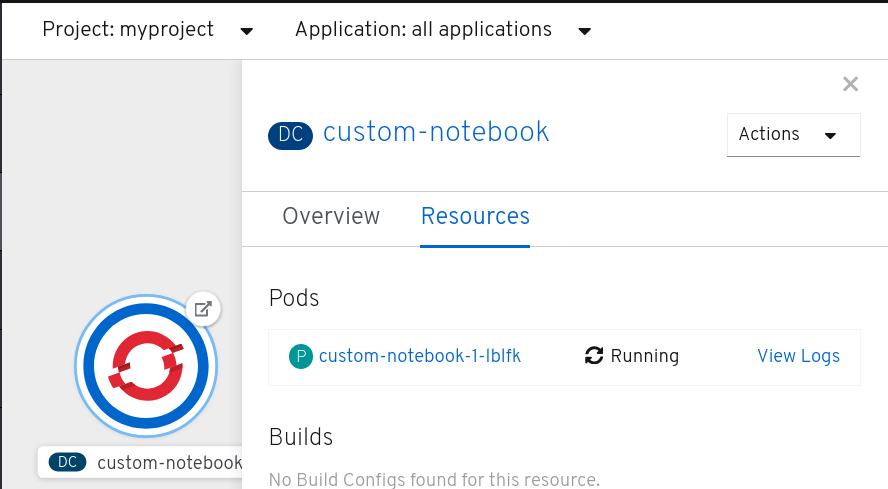 Project: myproject Application: all applications
DC custom-notebook
Actions
Overview Resources
Pods
P custom-notebook-1-lblfk Running View Logs
Builds
DC custom-notebook
No Build Configs found for this resource.